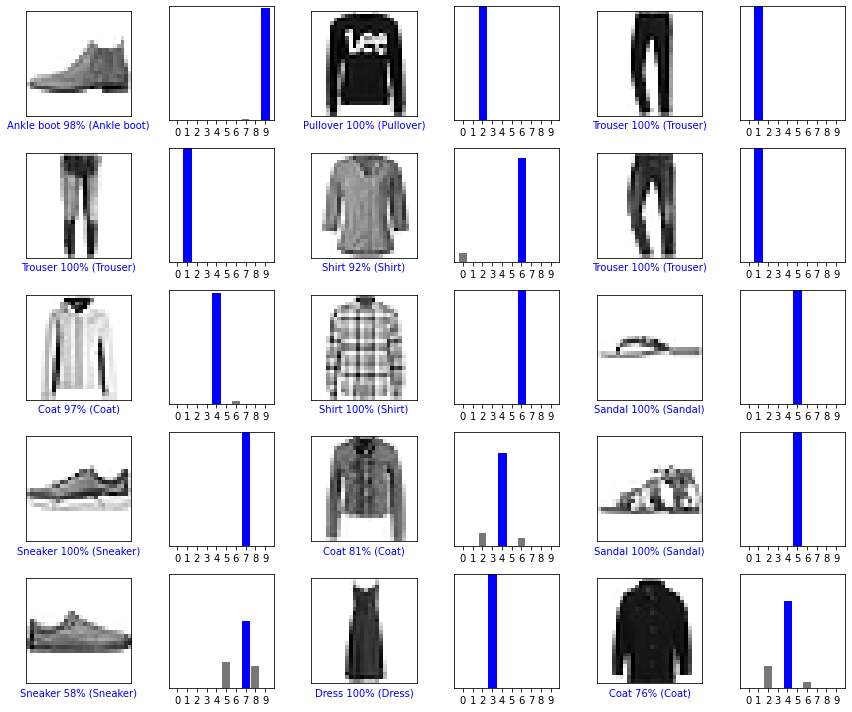 Lee
0 1 2 3 4 5 6 7 8 9
0 1 2 3 4 5 6 7 8 9
0 1 2 3 4 5 6 7 8 9
Ankle boot 98% (Ankle boot)
Pullover 100% (Pullover)
Trouser 100% (Trouser)
0 1 2 3 4 5 6 7 8 9
0 1 2 3 4 5 6 7 8 9
0 1 2 3 4 5 6 7 8 9
Trouser 100% (Trouser)
Shirt 92% (Shirt)
Trouser 100% (Trouser)
0 1 2 3 4 5 6 7 8 9
0 1 2 3 4 5 6 7 8 9
0 1 2 3 4 5 6 7 8 9
Coat 97% (Coat)
Shirt 100% (Shirt)
Sandal 100% (Sandal)
0 1 2 3 4 5 6 7 8 9
0 1 2 3 4 5 6 7 8 9
0 1 2 3 4 5 6 7 8 9
Sneaker 100% (Sneaker)
Coat 81% (Coat)
Sandal 100% (Sandal)
0 1 2 3 4 5 6 7 8 9
0 1 2 3 4 5 6 7 8 9
0 1 2 3 4 5 6 7 8 9
Sneaker 58% (Sneaker)
Dress 100% (Dress)
Coat 76% (Coat)